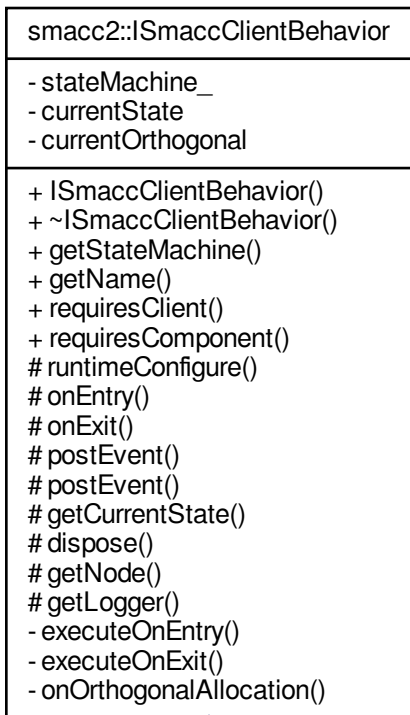 smacc2::ISmaccClientBehavior
- stateMachine_
- currentState
- currentOrthogonal
+ ISmaccClientBehavior()
+ ~ISmaccClientBehavior()
+ getStateMachine()
+ getName()
+ requiresClient()
+ requiresComponent()
# runtimeConfigure()
# onEntry()
# onExit()
# postEvent()
# postEvent()
# getCurrentState()
# dispose()
# getNode()
# getLogger()
- executeOnEntry()
- executeOnExit()
- onOrthogonalAllocation()